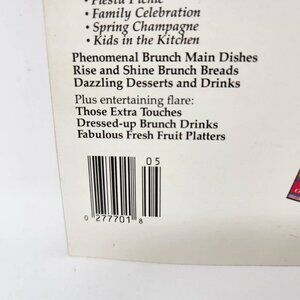 • Fiesta Picnic
• Family Celebration
• Spring Champagne
• Kids in the Kitchen
Phenomenal Brunch Main Dishes
Rise and Shine Brunch Breads
Dazzling Desserts and Drinks
Plus entertaining flare:
Those Extra Touches
Dressed-up Brunch Drinks
Fabulous Fresh Fruit Platters
05
0 277701 8